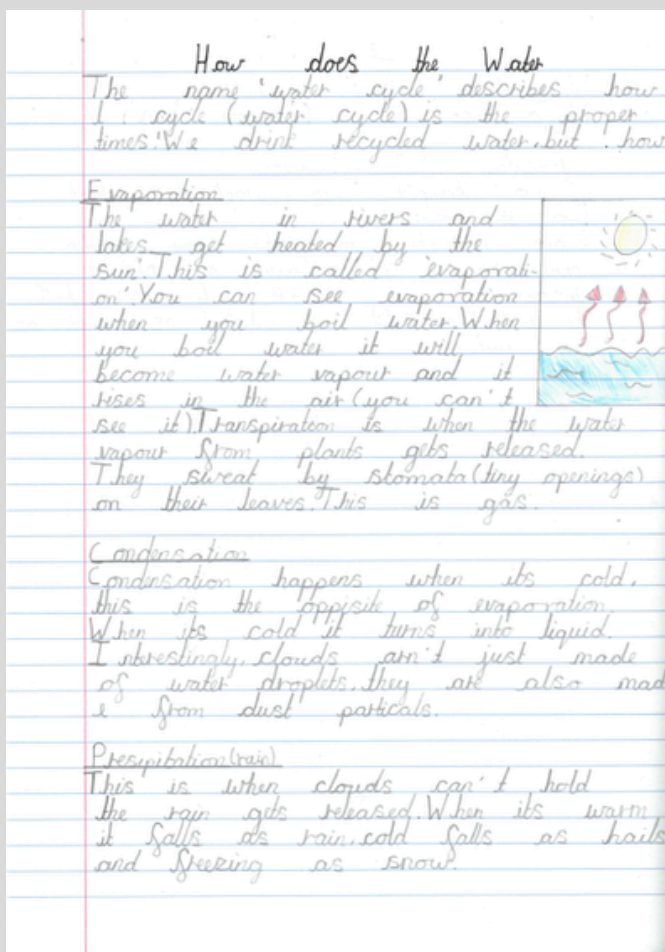 How does the Water
The name 'water cycle' describes how
I cycle (water cycle) is the proper
times. We drink recycled water, but how
Evaporation
The water in rivers and
lakes get heated by the
sun. This is called 'evaporati-
on'. You can see evaporation
when you boil water. When
you boil water it will
become water vapour and it
rises in the air (you can't
see it). Transpiration is when the water
vapour from plants gets released.
They sweat by stomata (tiny openings)
on their leaves. This is gas.
Condensation
Condensation happens when its cold,
this is the oppisite of evaporation.
When its cold it turns into liquid.
Interestingly, clouds arn't just made
of water droplets, they are also mad
e from dust particals.
Presipitation (rain)
This is when clouds can't hold
the rain gets released. When its warm
it falls as rain, cold falls as hails
and freezing as snow.